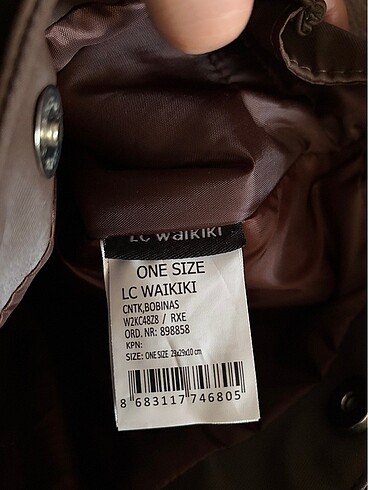 LC WAIKIKI
ONE SIZE
LC WAIKIKI
CNTK,BOBINAS
W2KC48Z8 / RXE
ORD. NR: 898858
KPN:
SIZE: ONE SIZE 29x29x10 cm
8 683117 746805